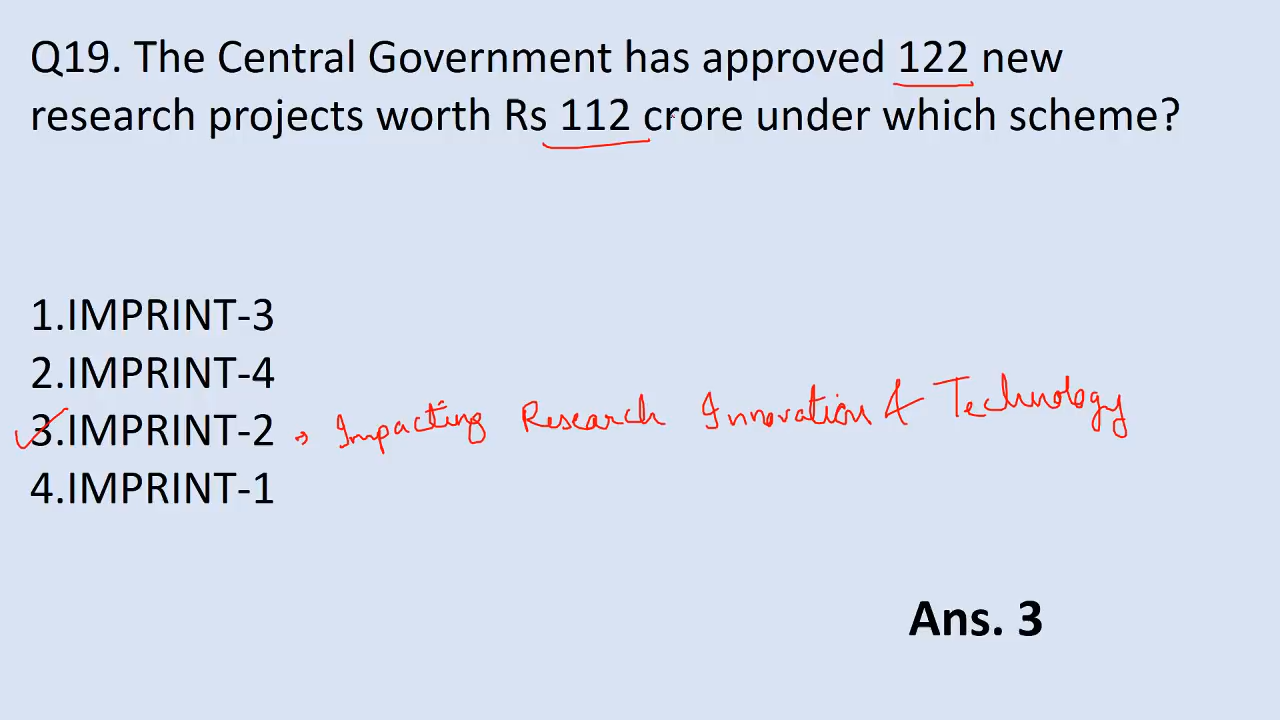 Q19. The Central Government has approved 122 new
research projects worth Rs 112 crore under which scheme?
1.IMPRINT-3
2.IMPRINT-4
3.IMPRINT-2 → Impacting Research Innovation & Technology
4.IMPRINT-1
Ans. 3